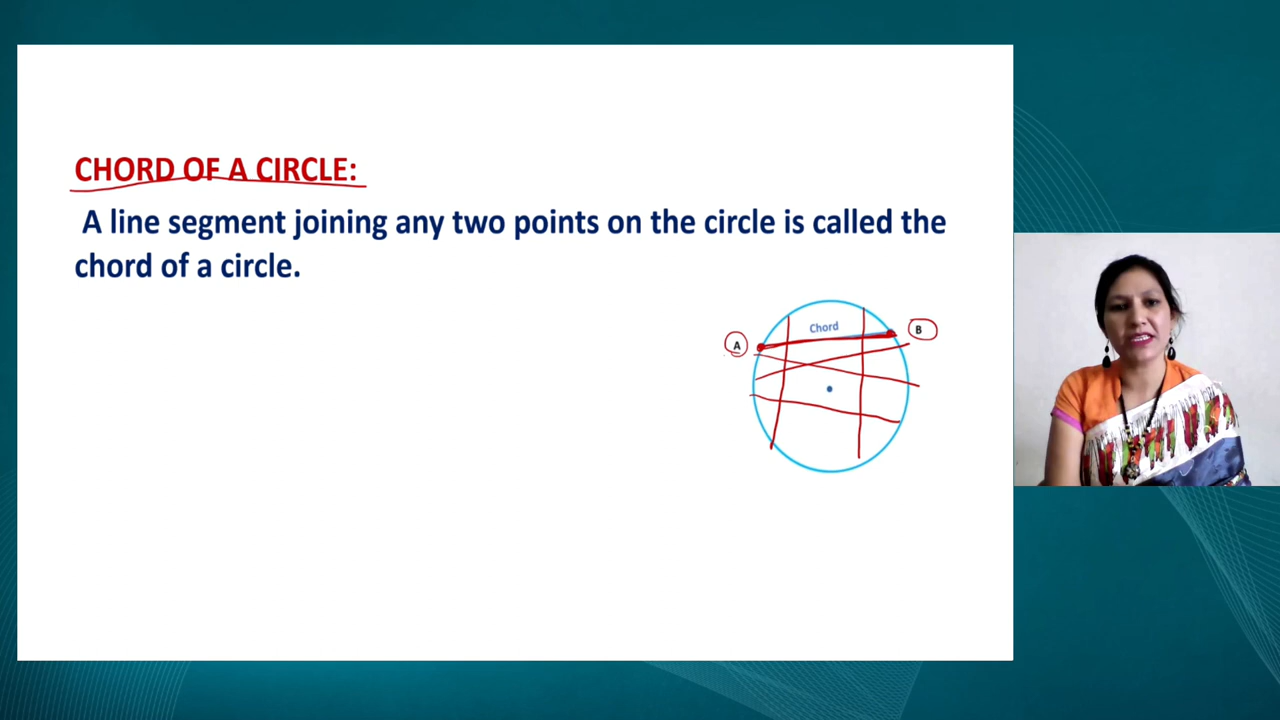 CHORD OF A CIRCLE:
A line segment joining any two points on the circle is called the
chord of a circle.
Chord
A
B